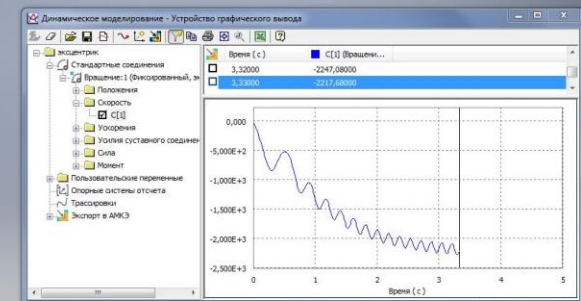 Динамическое моделирование - Устройство графического вывода
эксцентрик
Стандартные соединения
Вращение:1 (Фиксированный, эк
Положения
Скорость
С[1]
Ускорения
Усилия суставного соединен
Сила
Момент
Пользовательские переменные
Опорные системы отсчета
Трассировки
Экспорт в АМКЭ
Время ( с ) С[1] (Вращени...
3,32000 -2247,08000
3,33000 -2217,68000
0,000
-5,000E+2
-1,000E+3
-1,500E+3
-2,000E+3
-2,500E+3
0 1 2 3 4 5
Время ( с )